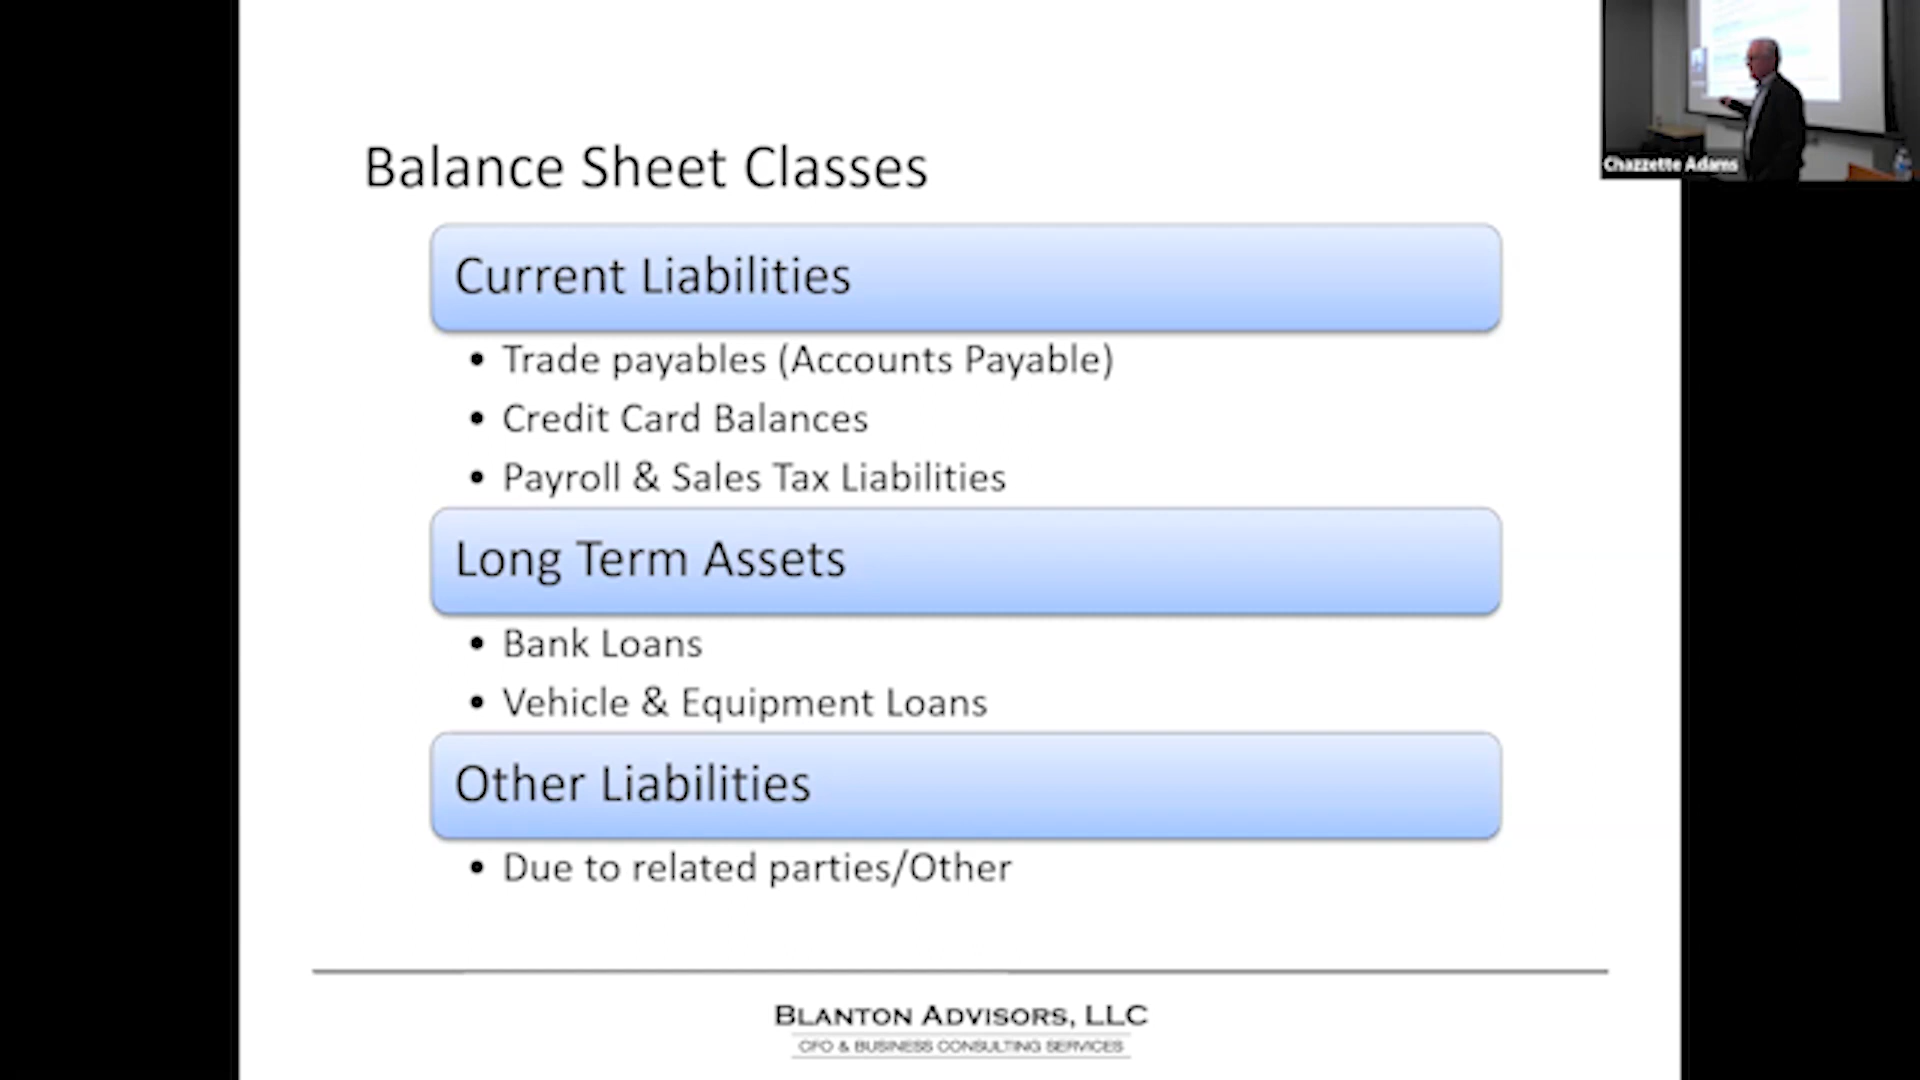 Balance Sheet Classes
Current Liabilities
• Trade payables (Accounts Payable)
• Credit Card Balances
• Payroll & Sales Tax Liabilities
Long Term Assets
• Bank Loans
• Vehicle & Equipment Loans
Other Liabilities
• Due to related parties/Other
BLANTON ADVISORS, LLC
CFO & BUSINESS CONSULTING SERVICES
Chazzette Adams